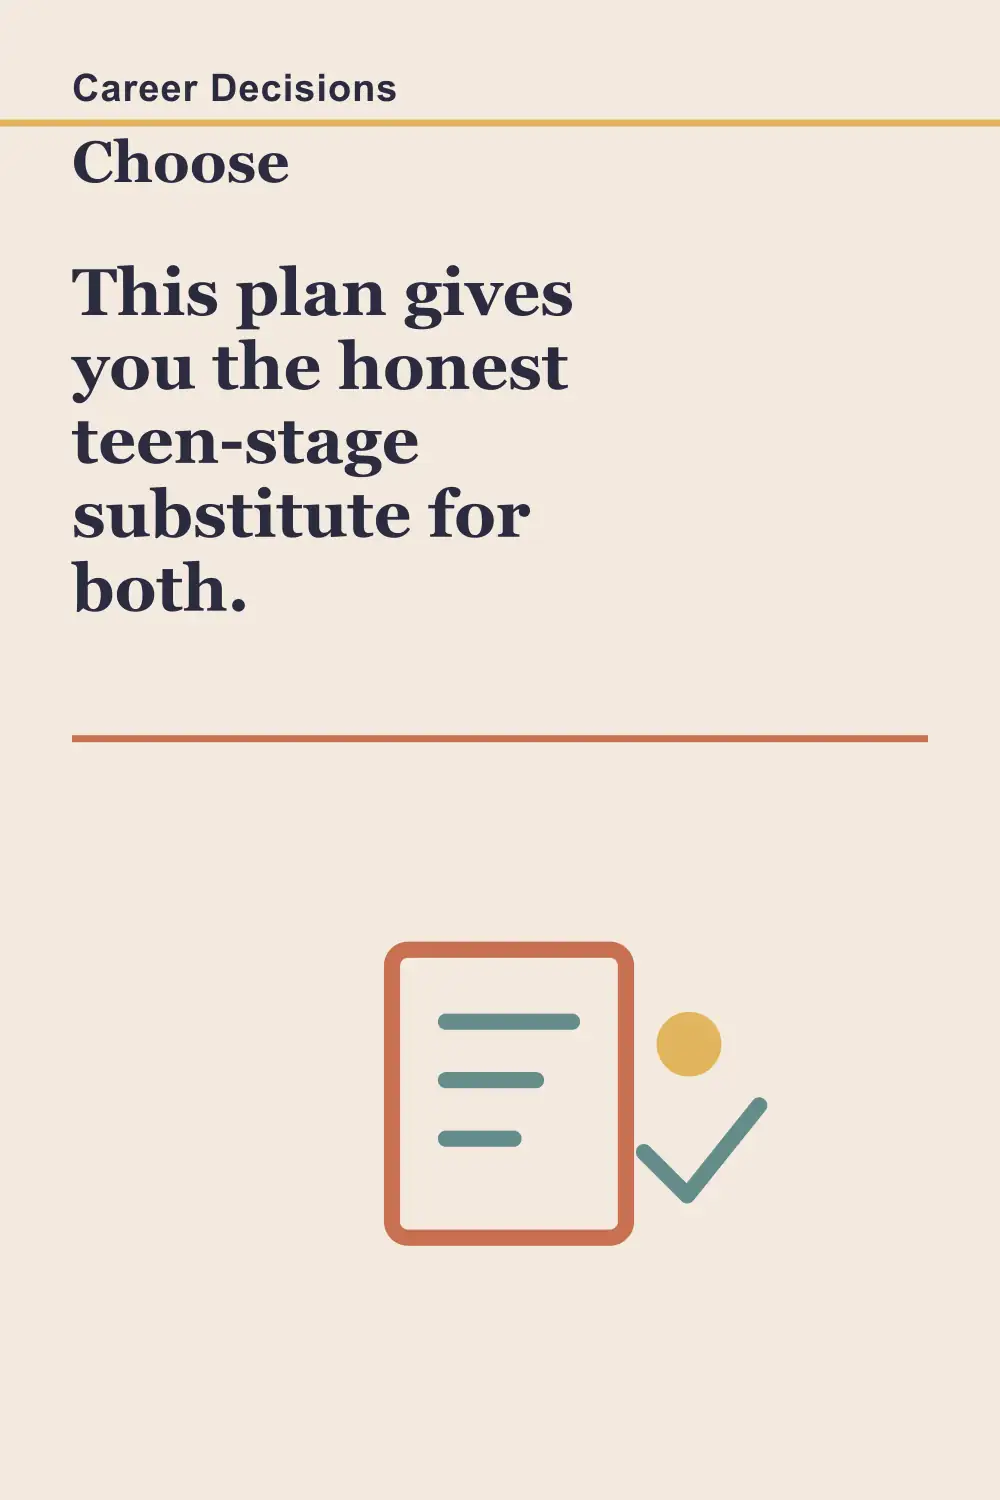 Career Decisions
Choose
This plan gives
you the honest
teen-stage
substitute for
both.